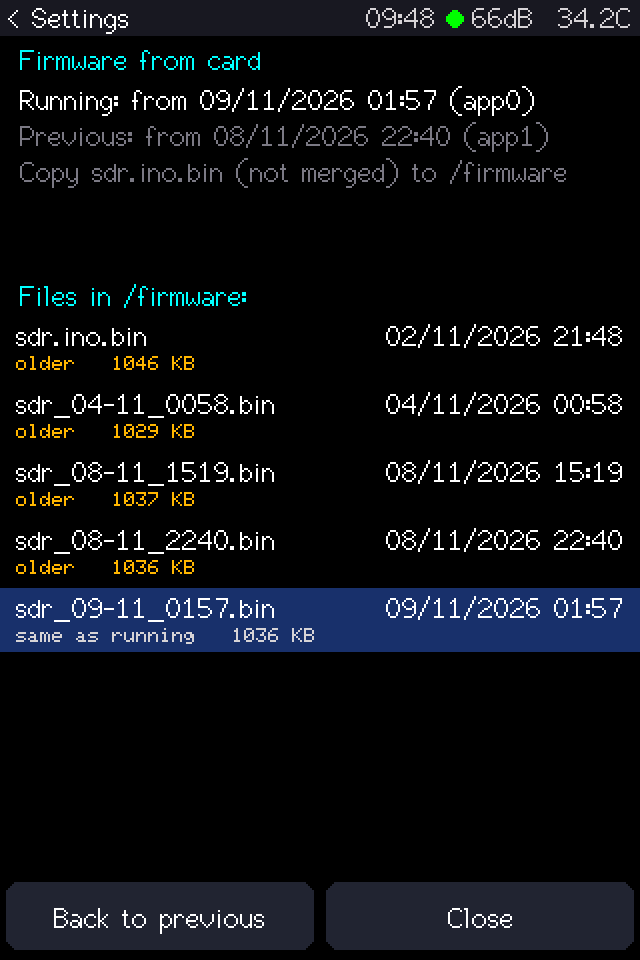 < Settings 09:48 66dB 34.2C
Firmware from card
Running: from 09/11/2026 01:57 (app0)
Previous: from 08/11/2026 22:40 (app1)
Copy sdr.ino.bin (not merged) to /firmware
Files in /firmware:
sdr.ino.bin 02/11/2026 21:48
older 1046 KB
sdr_04-11_0058.bin 04/11/2026 00:58
older 1029 KB
sdr_08-11_1519.bin 08/11/2026 15:19
older 1037 KB
sdr_08-11_2240.bin 08/11/2026 22:40
older 1036 KB
sdr_09-11_0157.bin 09/11/2026 01:57
same as running 1036 KB
Back to previous Close